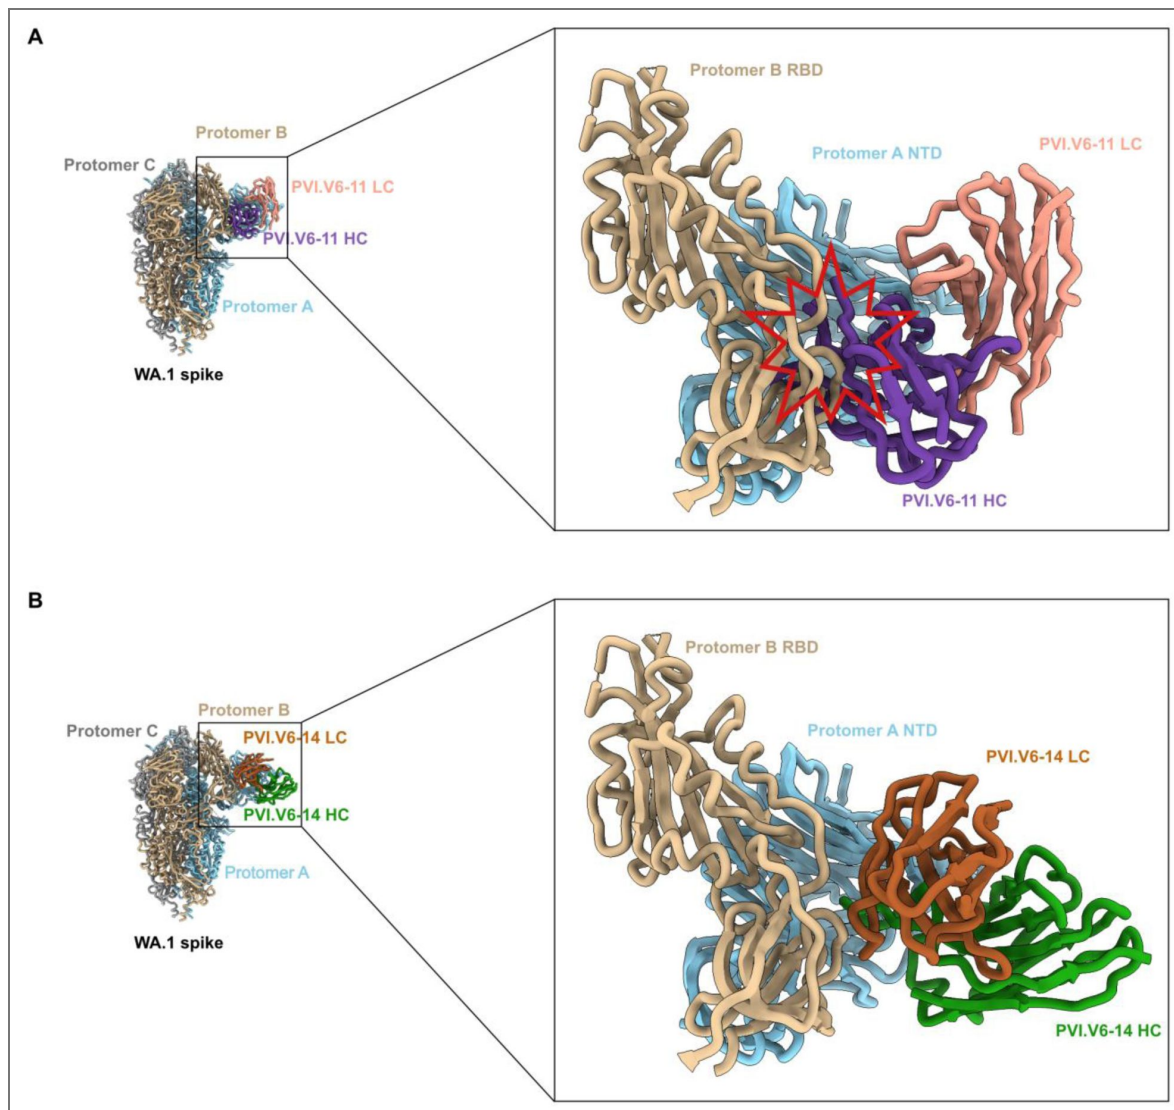 A
Protomer B RBD
Protomer B
Protomer A NTD
PVI.V6-11 LC
Protomer C
PVI.V6-11 LC
PVI.V6-11 HC
Protomer A
WA.1 spike
PVI.V6-11 HC
B
Protomer B RBD
Protomer B
Protomer C
Protomer A NTD
PVI.V6-14 LC
PVI.V6-14 LC
PVI.V6-14 HC
Protomer A
WA.1 spike
PVI.V6-14 HC